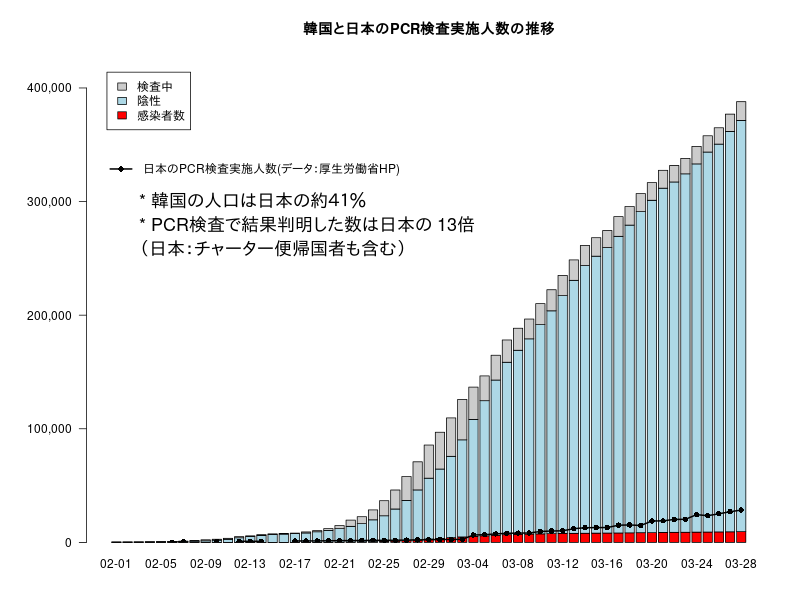 韓国と日本のPCR検査実施人数の推移
検査中
陰性
感染者数
日本のPCR検査実施人数(データ:厚生労働省HP)
* 韓国の人口は日本の約41%
* PCR検査で結果判明した数は日本の 13倍
(日本:チャーター便帰国者も含む)
400,000
300,000
200,000
100,000
0
02-01 02-05 02-09 02-13 02-17 02-21 02-25 02-29 03-04 03-08 03-12 03-16 03-20 03-24 03-28